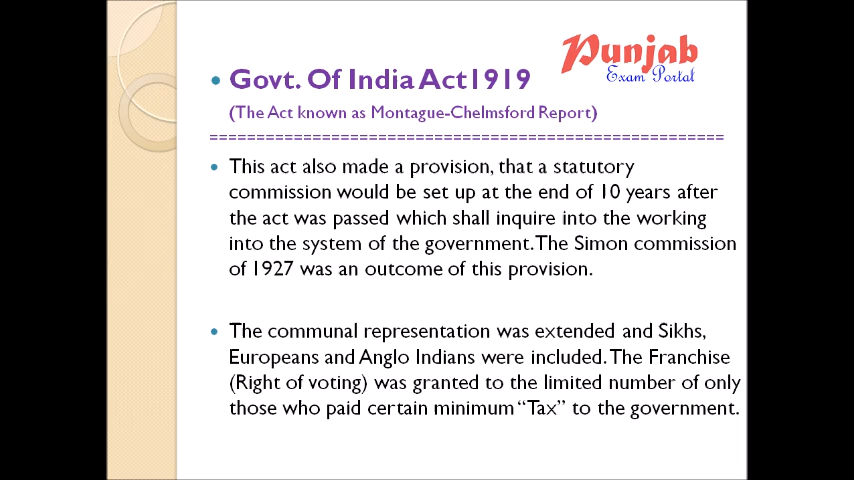 Punjab
Exam Portal
Govt. Of India Act1919
(The Act known as Montague-Chelmsford Report)
=======================================================
This act also made a provision, that a statutory
commission would be set up at the end of 10 years after
the act was passed which shall inquire into the working
into the system of the government. The Simon commission
of 1927 was an outcome of this provision.
The communal representation was extended and Sikhs,
Europeans and Anglo Indians were included. The Franchise
(Right of voting) was granted to the limited number of only
those who paid certain minimum “Tax” to the government.